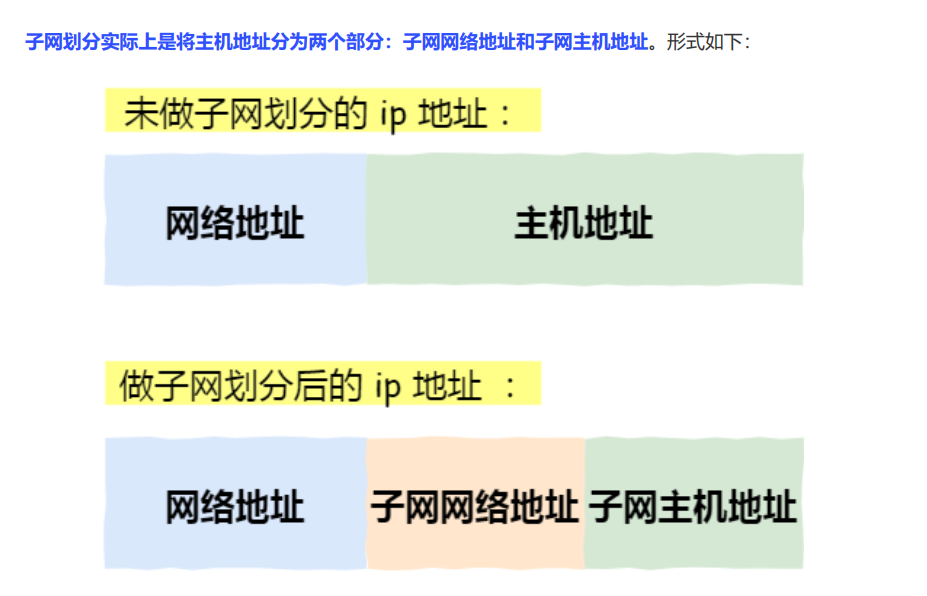 子网划分实际上是将主机地址分为两个部分：子网网络地址和子网主机地址。形式如下：
未做子网划分的 ip 地址：
网络地址 主机地址
做子网划分后的 ip 地址 ：
网络地址 子网网络地址 子网主机地址